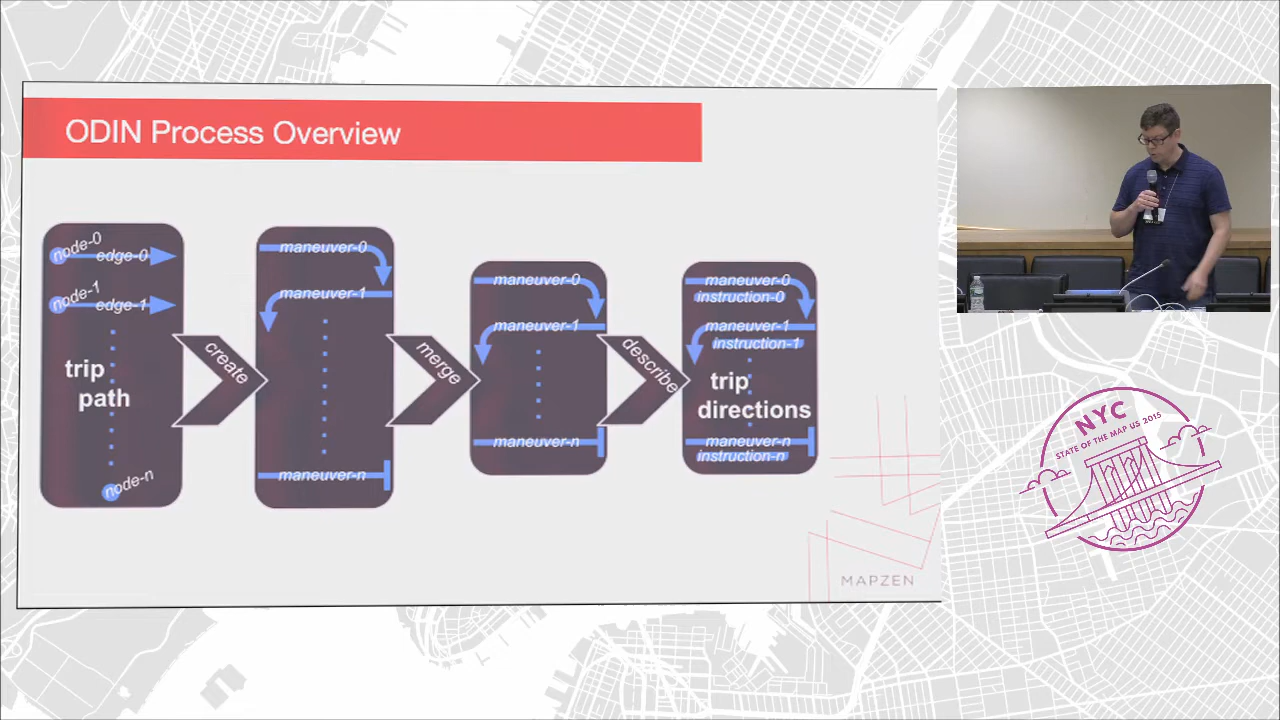 ODIN Process Overview
node-0
edge-0
node-1
edge-1
trip
path
node-n
create
maneuver-0
maneuver-1
maneuver-n
merge
maneuver-0
maneuver-1
maneuver-n
describe
maneuver-0
instruction-0
maneuver-1
instruction-1
trip
directions
maneuver-n
instruction-n
MAPZEN
NYC
STATE OF THE MAP US 2015